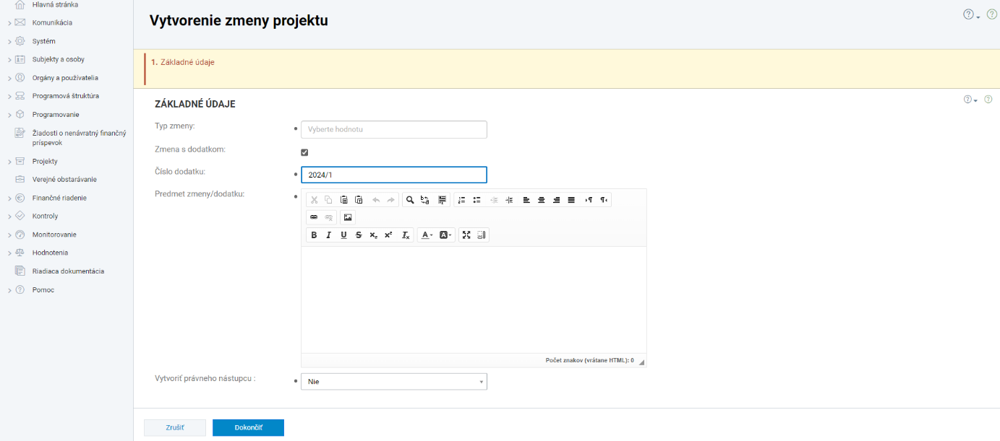 Hlavná stránka
Komunikácia
Systém
Subjekty a osoby
Orgány a používatelia
Programová štruktúra
Programovanie
Žiadosti o nenávratný finančný
príspevok
Projekty
Verejné obstarávanie
Finančné riadenie
Kontroly
Monitorovanie
Hodnotenia
Riadiaca dokumentácia
Pomoc
Vytvorenie zmeny projektu
1. Základné údaje
ZÁKLADNÉ ÚDAJE
Typ zmeny:
Vyberte hodnotu
Zmena s dodatkom:
Číslo dodatku:
2024/1
Predmet zmeny/dodatku:
Počet znakov (vrátane HTML): 0
Vytvoriť právneho nástupcu :
Nie
Zrušiť
Dokončiť